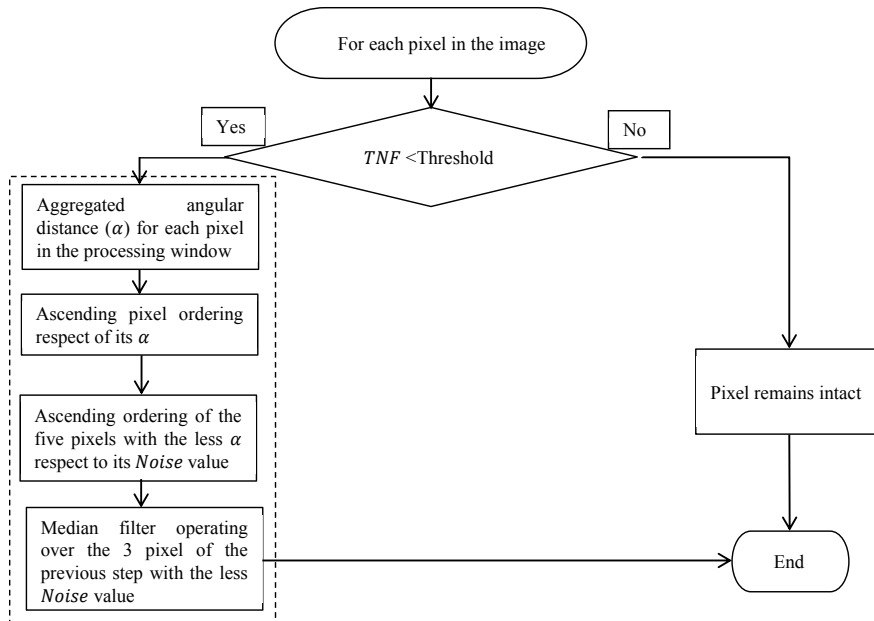 For each pixel in the image
Yes
No
TNF <Threshold
Aggregated angular
distance (α) for each pixel
in the processing window
Ascending pixel ordering
respect of its α
Ascending ordering of the
five pixels with the less α
respect to its Noise value
Pixel remains intact
Median filter operating
over the 3 pixel of the
previous step with the less
Noise value
End